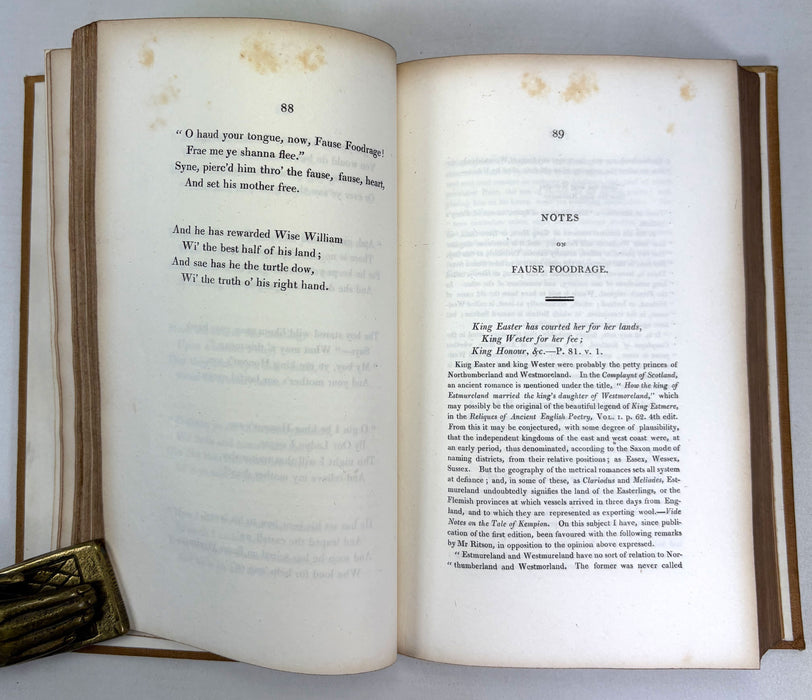 88
“ O haud your tongue, now, Fause Foodrage!
Frae me ye shanna flee.”
Syne, pierc'd him thro' the fause, fause, heart,
And set his mother free.
And he has rewarded Wise William
Wi' the best half of his land;
And sae has he the turtle dow,
Wi' the truth o' his right hand.
89
NOTES
ON
FAUSE FOODRAGE.
King Easter has courted her for her lands,
King Wester for her fee;
King Honour, &c.—P. 81. v. 1.
King Easter and king Wester were probably the petty princes of
Northumberland and Westmoreland. In the Complaynt of Scotland,
an ancient romance is mentioned under the title, “ How the king of
Estmureland married the king's daughter of Westmoreland,” which
may possibly be the original of the beautiful legend of King Estmere,
in the Reliques of Ancient English Poetry, VOL. I. p. 62. 4th edit.
From this it may be conjectured, with some degree of plausibility,
that the independent kingdoms of the east and west coast were, at
an early period, thus denominated, according to the Saxon mode of
naming districts, from their relative positions; as Essex, Wessex,
Sussex. But the geography of the metrical romances sets all system
at defiance; and, in some of these, as Clariodus and Meliades, Est-
mureland undoubtedly signifies the land of the Easterlings, or the
Flemish provinces at which vessels arrived in three days from Eng-
land, and to which they are represented as exporting wool.—Vide
Notes on the Tale of Kempion. On this subject I have, since publi-
cation of the first edition, been favoured with the following remarks
by Mr Ritson, in opposition to the opinion above expressed.
“ Estmureland and Westmureland have no sort of relation to Nor-
“ thumberland and Westmorland. The former was never called